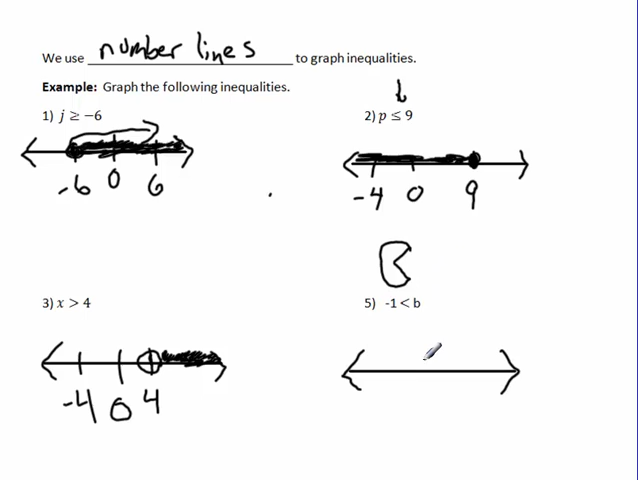 We use number lines to graph inequalities.
Example: Graph the following inequalities.
1) j ≥ −6
2) p ≤ 9
-6 0 6
-4 0 9
B
3) x > 4
5) -1 < b
-4 0 4